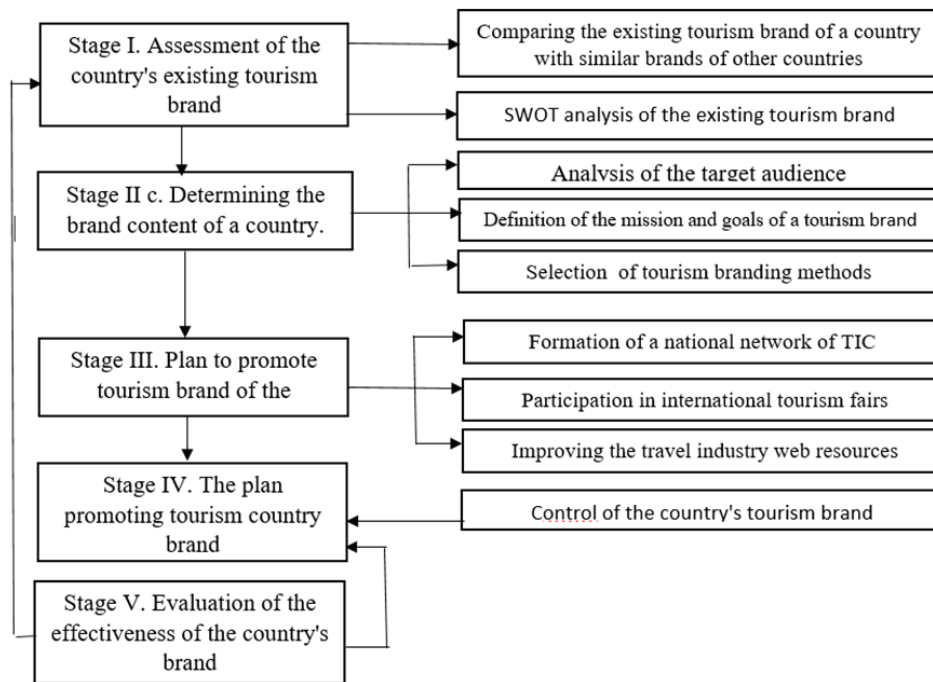 Stage I. Assessment of the
country's existing tourism
brand
Comparing the existing tourism brand of a country
with similar brands of other countries
SWOT analysis of the existing tourism brand
Stage II c. Determining the
brand content of a country.
Analysis of the target audience
Definition of the mission and goals of a tourism brand
Selection of tourism branding methods
Stage III. Plan to promote
tourism brand of the
Formation of a national network of TIC
Participation in international tourism fairs
Improving the travel industry web resources
Stage IV. The plan
promoting tourism country
brand
Control of the country's tourism brand
Stage V. Evaluation of the
effectiveness of the country's
brand